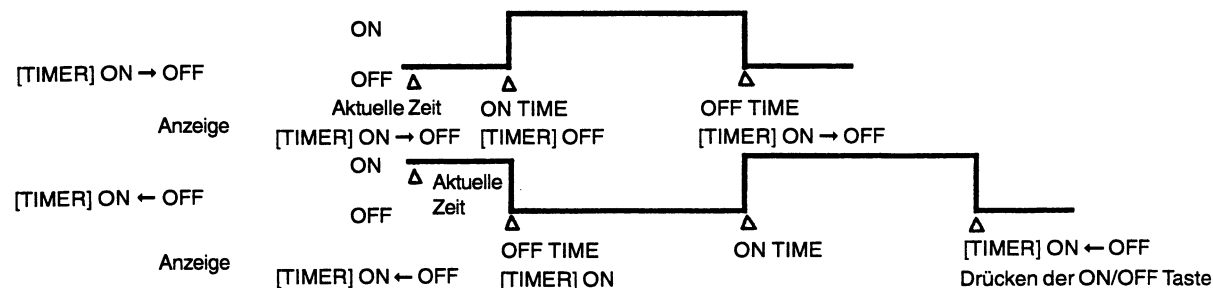 ON
[TIMER] ON → OFF
OFF
Aktuelle Zeit ON TIME OFF TIME
Anzeige [TIMER] ON → OFF [TIMER] OFF [TIMER] ON → OFF
ON
Aktuelle
[TIMER] ON ← OFF
OFF Zeit
OFF TIME ON TIME [TIMER] ON ← OFF
Anzeige
[TIMER] ON ← OFF [TIMER] ON Drücken der ON/OFF Taste